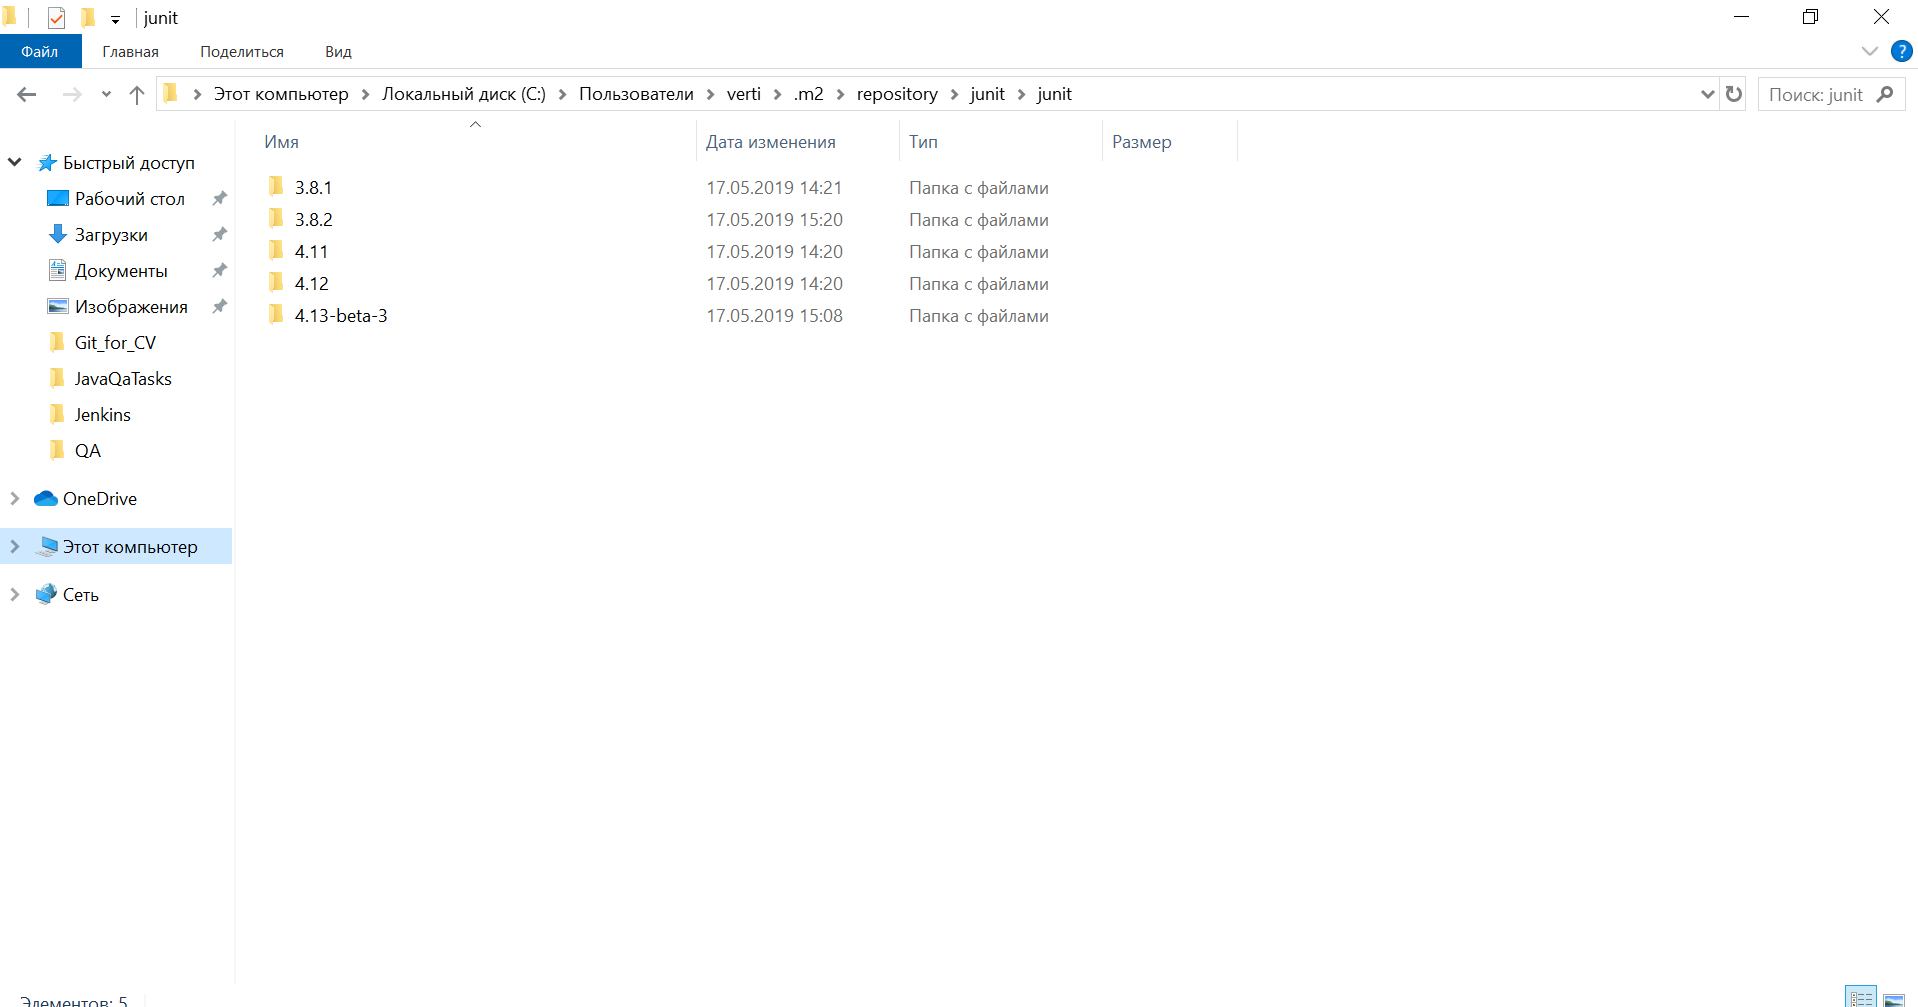 junit
Файл Главная Поделиться Вид
Этот компьютер Локальный диск (C:) Пользователи verti .m2 repository junit junit
Поиск: junit
Имя Дата изменения Тип Размер
3.8.1 17.05.2019 14:21 Папка с файлами
3.8.2 17.05.2019 15:20 Папка с файлами
4.11 17.05.2019 14:20 Папка с файлами
4.12 17.05.2019 14:20 Папка с файлами
4.13-beta-3 17.05.2019 15:08 Папка с файлами
Быстрый доступ
Рабочий стол
Загрузки
Документы
Изображения
Git_for_CV
JavaQaTasks
Jenkins
QA
OneDrive
Этот компьютер
Сеть
Элементов: 5